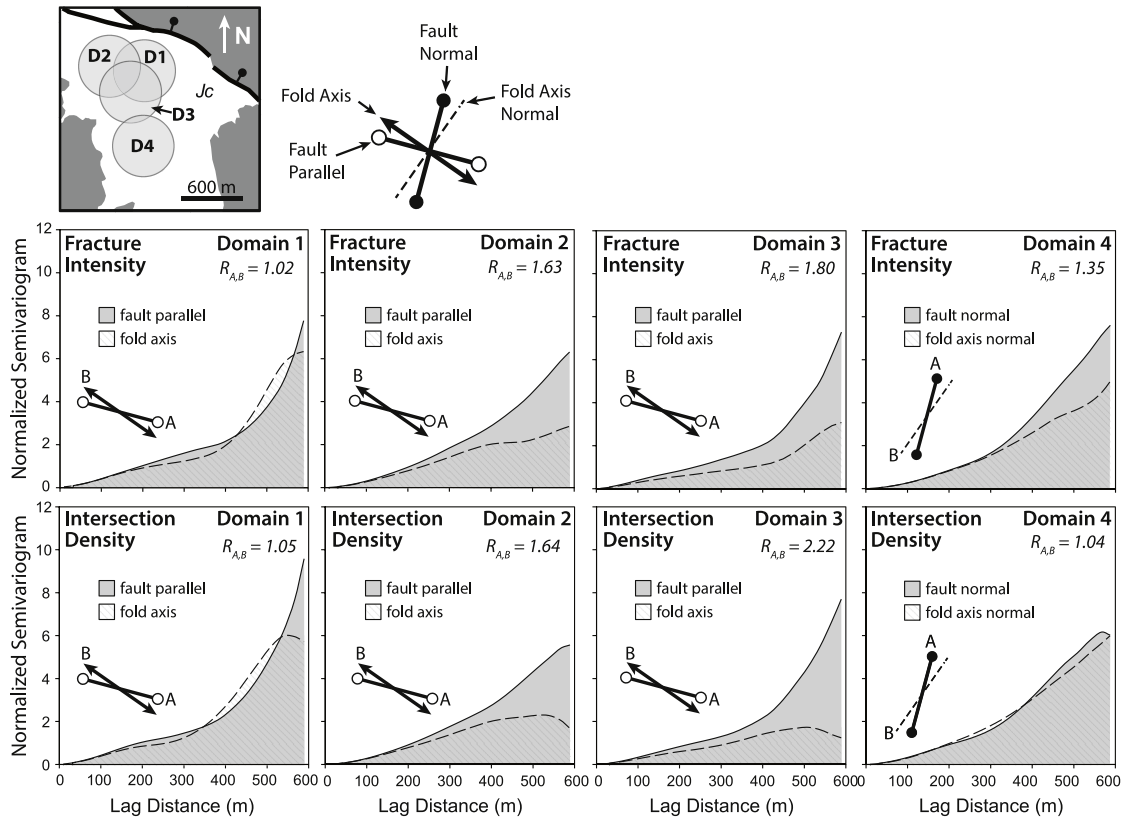 N
D2
D1
Jc
D3
D4
600 m
Fault
Normal
Fold Axis
Fold Axis
Normal
Fault
Parallel
Normalized Semivariogram
12
10
8
6
4
2
0
Fracture
Intensity
Domain 1
R_A,B = 1.02
fault parallel
fold axis
B
A
Fracture
Intensity
Domain 2
R_A,B = 1.63
fault parallel
fold axis
B
A
Fracture
Intensity
Domain 3
R_A,B = 1.80
fault parallel
fold axis
B
A
Fracture
Intensity
Domain 4
R_A,B = 1.35
fault normal
fold axis normal
A
B
Normalized Semivariogram
12
10
8
6
4
2
0
Intersection
Density
Domain 1
R_A,B = 1.05
fault parallel
fold axis
B
A
0 100 200 300 400 500 600
Lag Distance (m)
Intersection
Density
Domain 2
R_A,B = 1.64
fault parallel
fold axis
B
A
0 100 200 300 400 500 600
Lag Distance (m)
Intersection
Density
Domain 3
R_A,B = 2.22
fault parallel
fold axis
B
A
0 100 200 300 400 500 600
Lag Distance (m)
Intersection
Density
Domain 4
R_A,B = 1.04
fault normal
fold axis normal
A
B
100 200 300 400 500 600
Lag Distance (m)